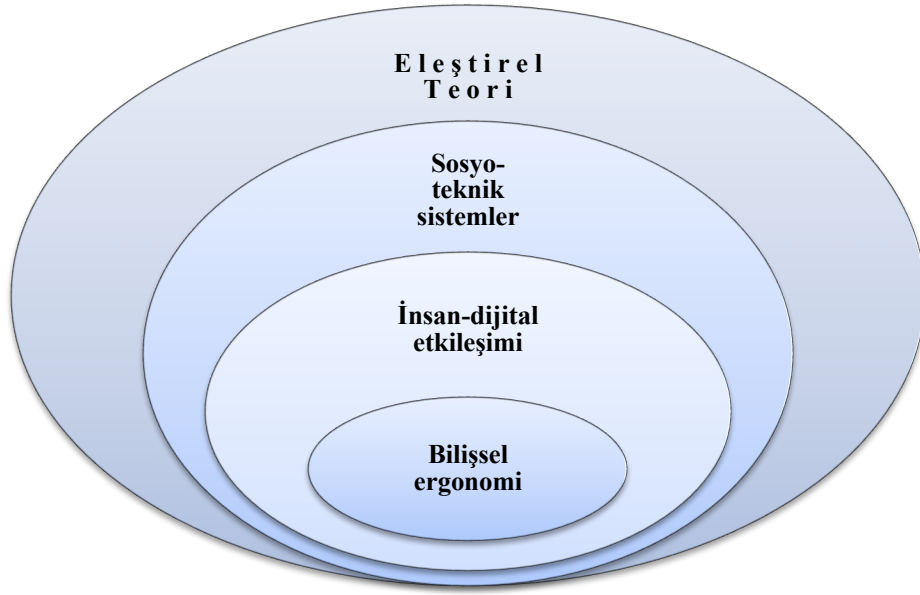 Eleştirel
Teori
Sosyo-
teknik
sistemler
İnsan-dijital
etkileşimi
Bilişsel
ergonomi